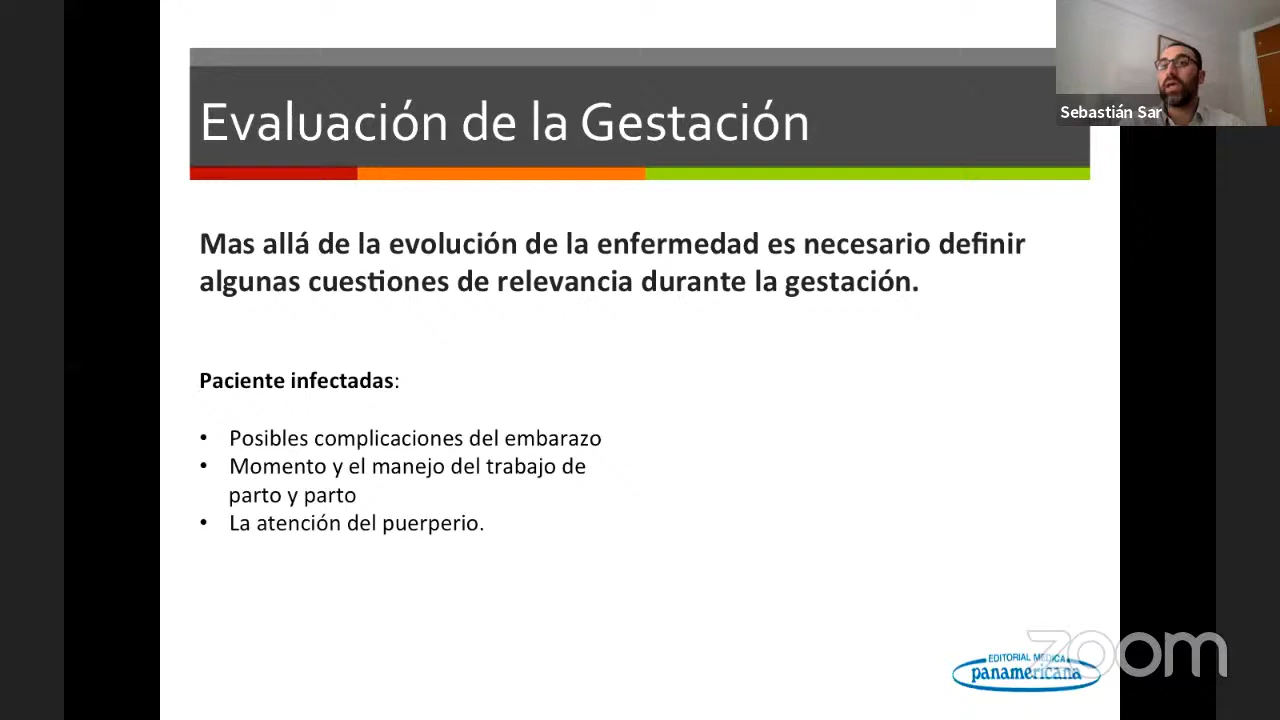 Evaluación de la Gestación
Sebastián Sar
Mas allá de la evolución de la enfermedad es necesario definir
algunas cuestiones de relevancia durante la gestación.
Paciente infectadas:
• Posibles complicaciones del embarazo
• Momento y el manejo del trabajo de
parto y parto
• La atención del puerperio.
EDITORIAL MEDICA
panamericana
zoom